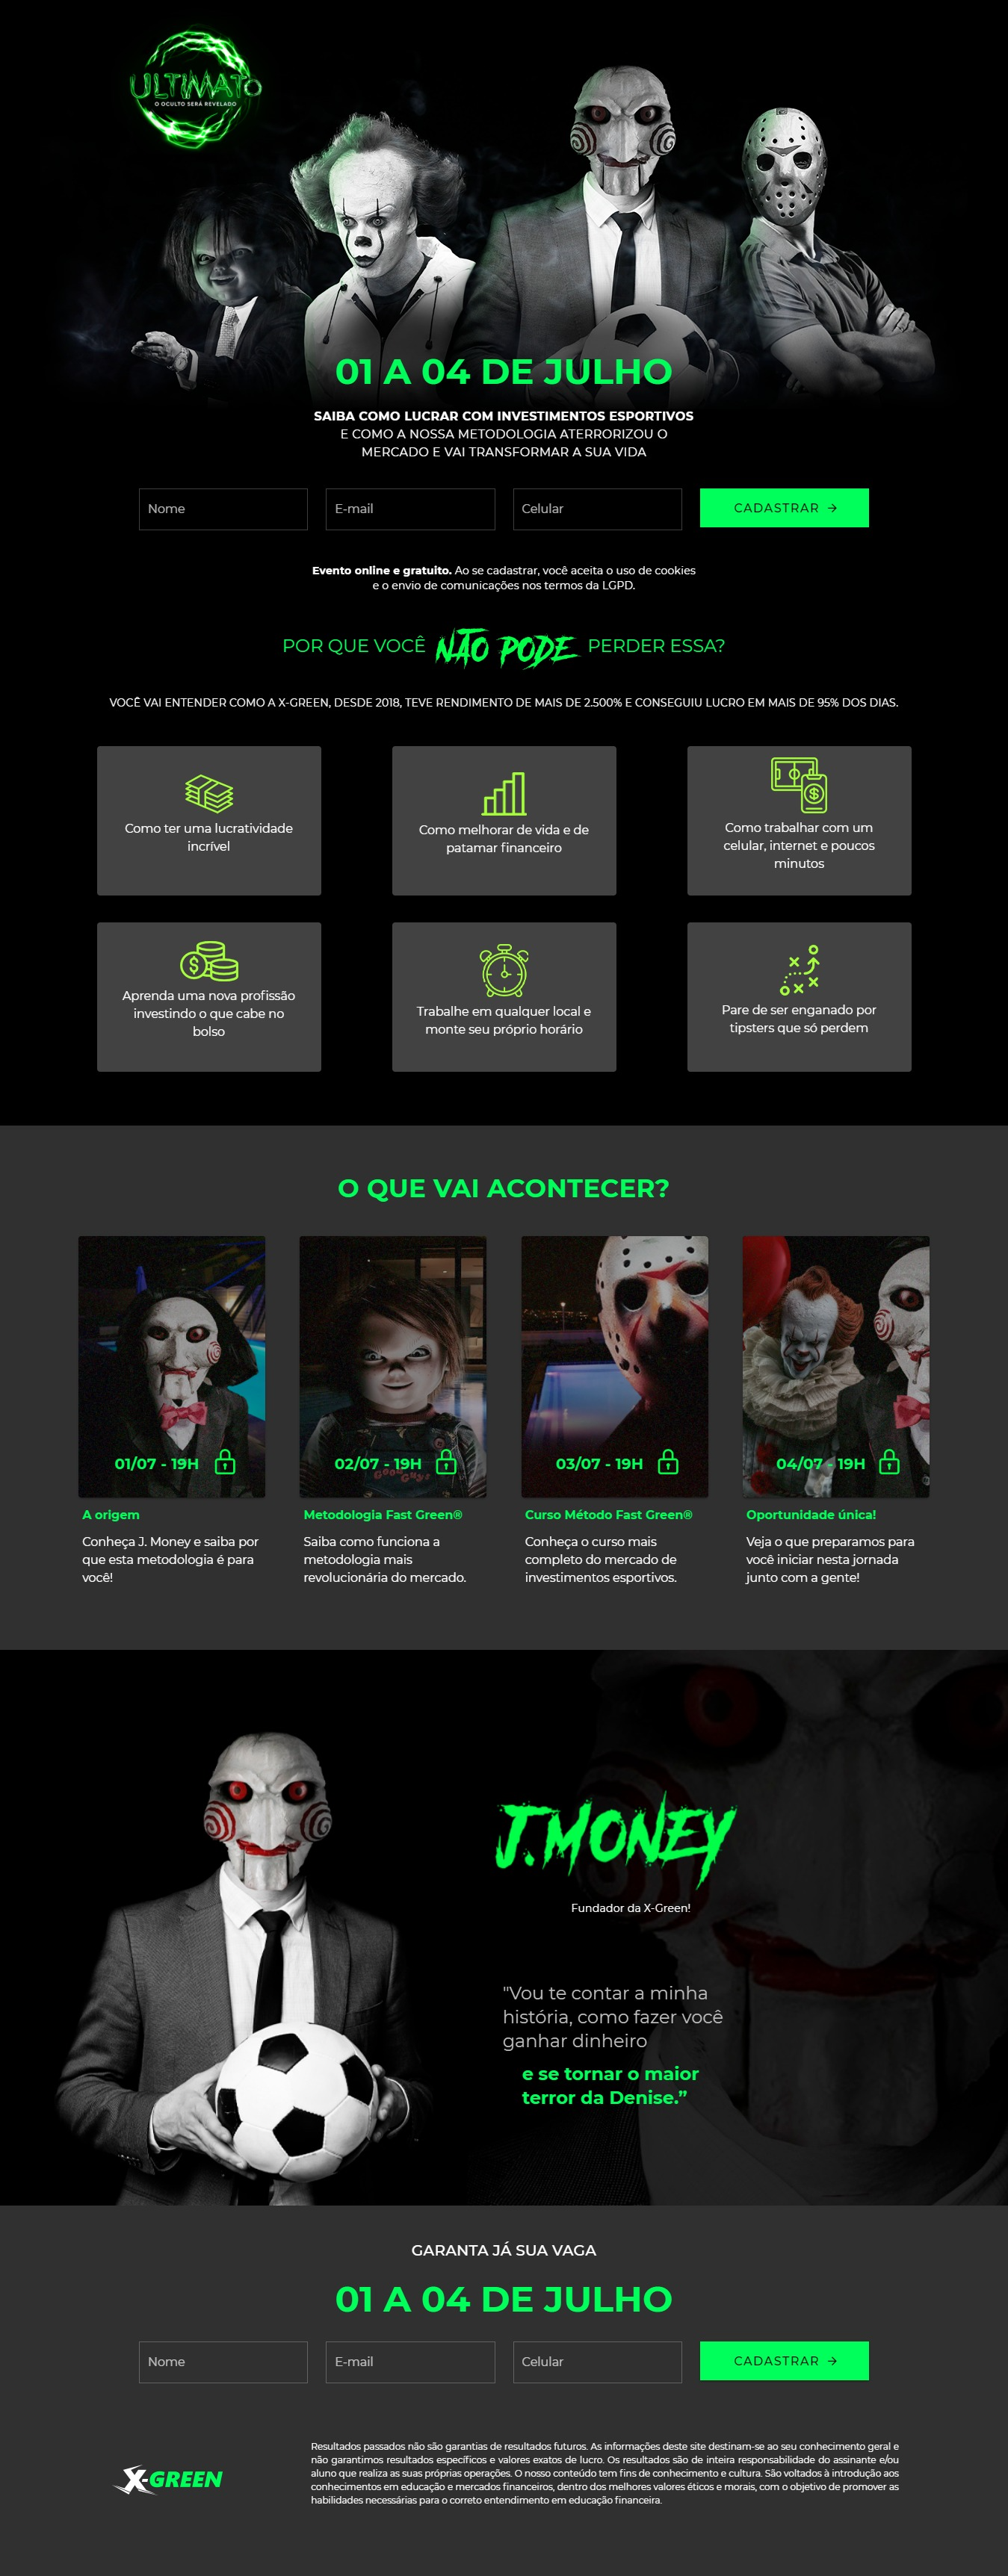 ULTIMATO
O OCULTO SERÁ REVELADO
01 A 04 DE JULHO
SAIBA COMO LUCRAR COM INVESTIMENTOS ESPORTIVOS
E COMO A NOSSA METODOLOGIA ATERRORIZOU O
MERCADO E VAI TRANSFORMAR A SUA VIDA
Nome
E-mail
Celular
CADASTRAR →
Evento online e gratuito. Ao se cadastrar, você aceita o uso de cookies
e o envio de comunicações nos termos da LGPD.
POR QUE VOCÊ NÃO PODE PERDER ESSA?
VOCÊ VAI ENTENDER COMO A X-GREEN, DESDE 2018, TEVE RENDIMENTO DE MAIS DE 2.500% E CONSEGUIU LUCRO EM MAIS DE 95% DOS DIAS.
Como ter uma lucratividade
incrível
Como melhorar de vida e de
patamar financeiro
Como trabalhar com um
celular, internet e poucos
minutos
Aprenda uma nova profissão
investindo o que cabe no
bolso
Trabalhe em qualquer local e
monte seu próprio horário
Pare de ser enganado por
tipsters que só perdem
O QUE VAI ACONTECER?
01/07 - 19H
A origem
Conheça J. Money e saiba por
que esta metodologia é para
você!
Good Guys
02/07 - 19H
Metodologia Fast Green®
Saiba como funciona a
metodologia mais
revolucionária do mercado.
03/07 - 19H
Curso Método Fast Green®
Conheça o curso mais
completo do mercado de
investimentos esportivos.
04/07 - 19H
Oportunidade única!
Veja o que preparamos para
você iniciar nesta jornada
junto com a gente!
J.MONEY
Fundador da X-Green!
"Vou te contar a minha
história, como fazer você
ganhar dinheiro
e se tornar o maior
terror da Denise.”
GARANTA JÁ SUA VAGA
01 A 04 DE JULHO
Nome
E-mail
Celular
CADASTRAR →
X-GREEN
Resultados passados não são garantias de resultados futuros. As informações deste site destinam-se ao seu conhecimento geral e
não garantimos resultados específicos e valores exatos de lucro. Os resultados são de inteira responsabilidade do assinante e/ou
aluno que realiza as suas próprias operações. O nosso conteúdo tem fins de conhecimento e cultura. São voltados à introdução aos
conhecimentos em educação e mercados financeiros, dentro dos melhores valores éticos e morais, com o objetivo de promover as
habilidades necessárias para o correto entendimento em educação financeira.